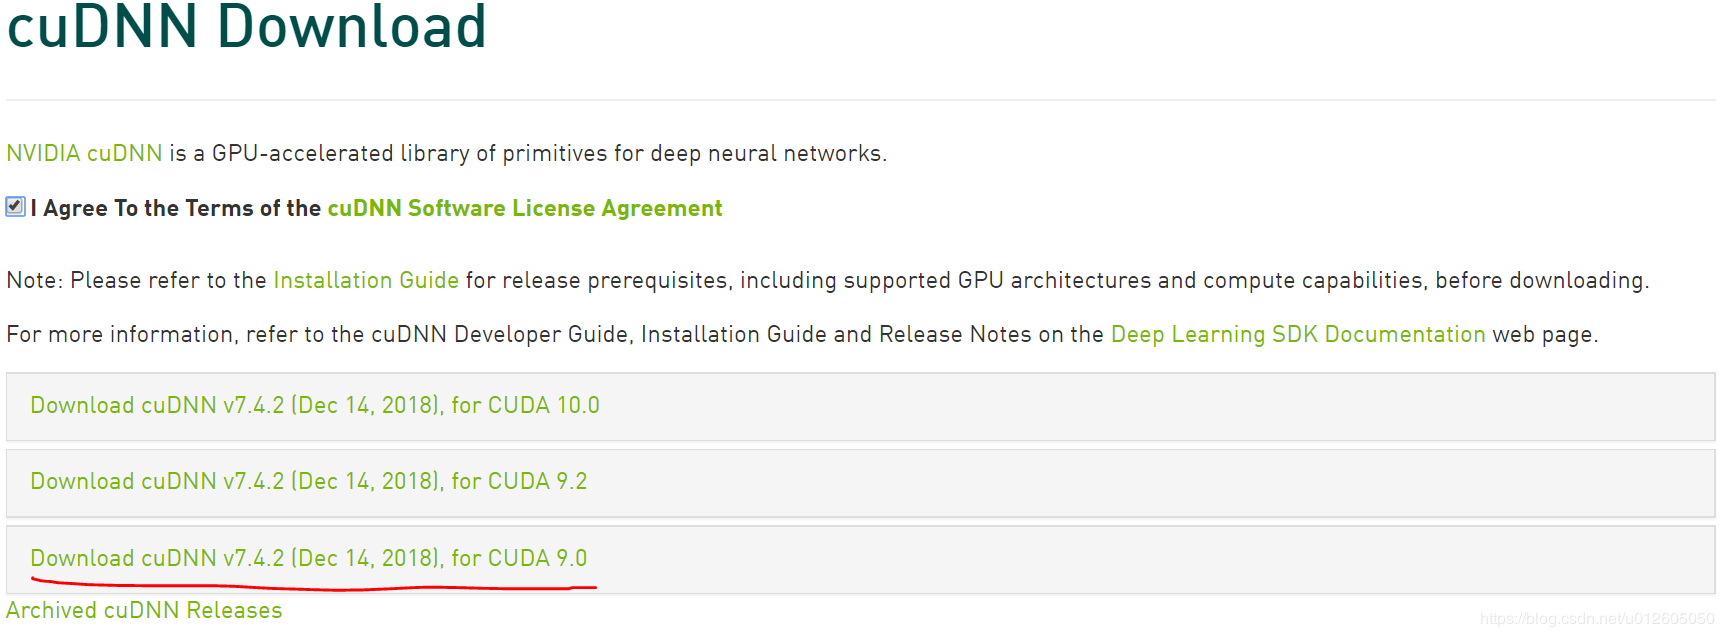 cuDNN Download
NVIDIA cuDNN is a GPU-accelerated library of primitives for deep neural networks.
I Agree To the Terms of the cuDNN Software License Agreement
Note: Please refer to the Installation Guide for release prerequisites, including supported GPU architectures and compute capabilities, before downloading.
For more information, refer to the cuDNN Developer Guide, Installation Guide and Release Notes on the Deep Learning SDK Documentation web page.
Download cuDNN v7.4.2 (Dec 14, 2018), for CUDA 10.0
Download cuDNN v7.4.2 (Dec 14, 2018), for CUDA 9.2
Download cuDNN v7.4.2 (Dec 14, 2018), for CUDA 9.0
Archived cuDNN Releases
https://blog.csdn.net/u012605050